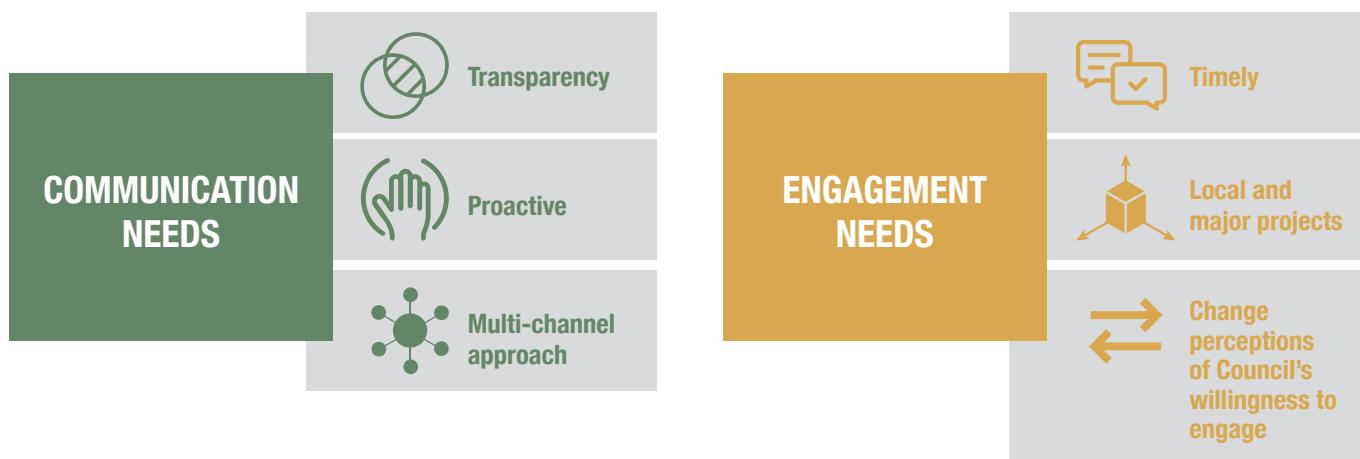 COMMUNICATION
NEEDS
Transparency
Proactive
Multi-channel
approach
ENGAGEMENT
NEEDS
Timely
Local and
major projects
Change
perceptions
of Council’s
willingness to
engage